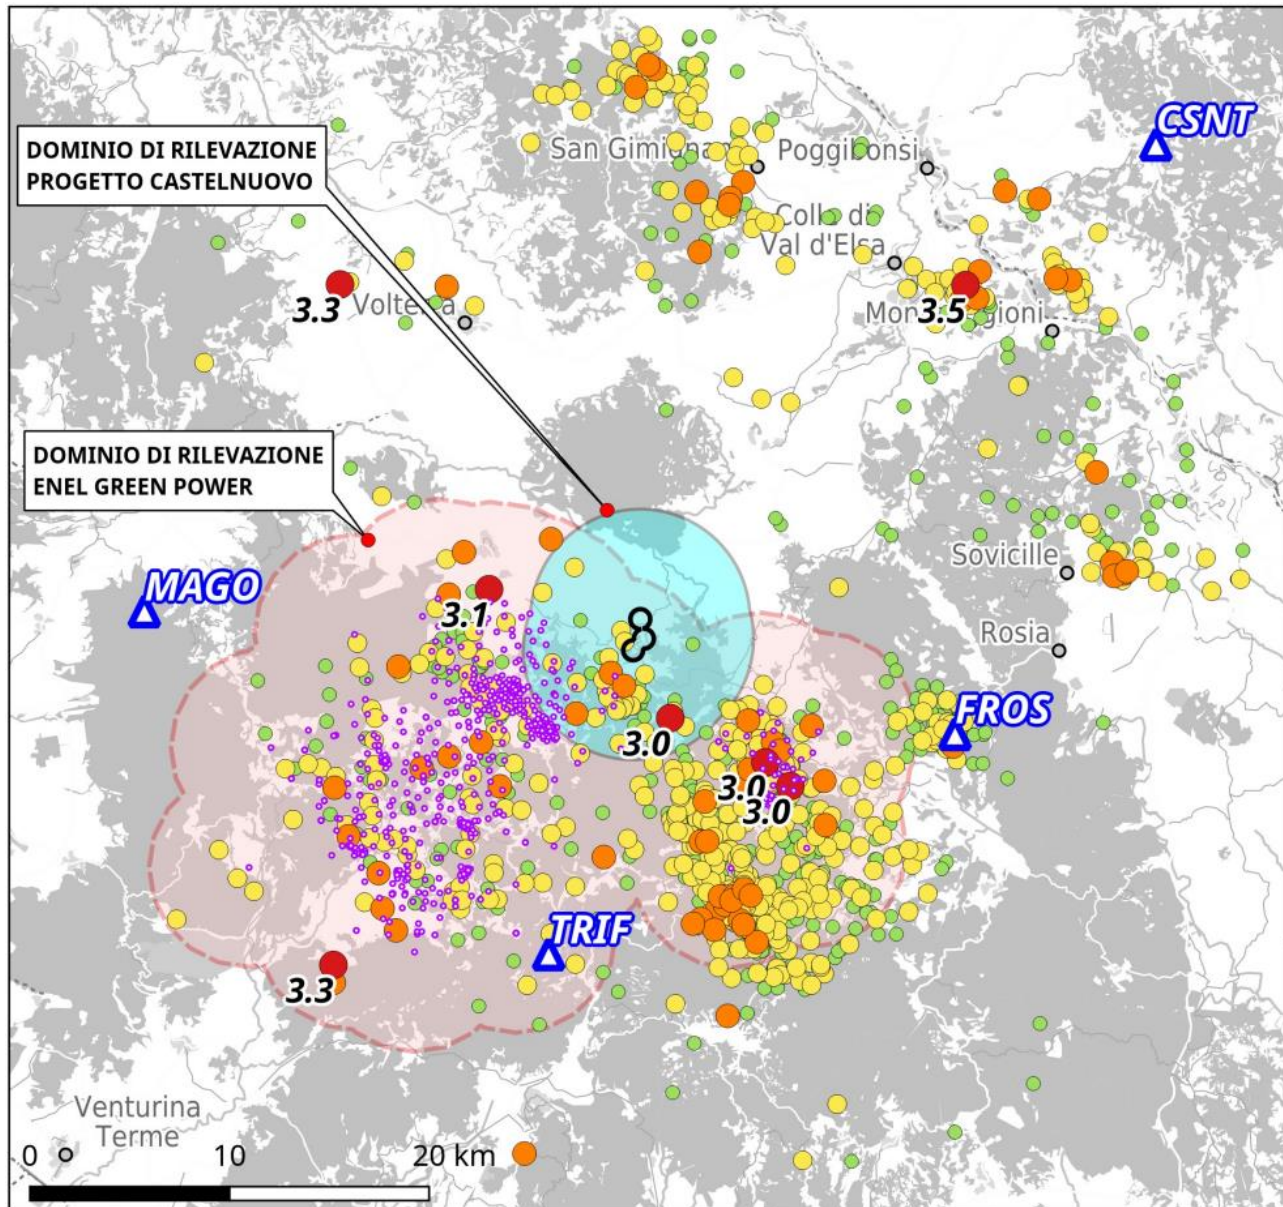 CSNT
DOMINIO DI RILEVAZIONE
PROGETTO CASTELNUOVO
San Gimigna
Poggibonsi
Colle di
Val d'Elsa
3.3
3.5
DOMINIO DI RILEVAZIONE
ENEL GREEN POWER
Sovicille
MAGO
3.1
Rosia
FROS
3.0
3.0
3.0
TRIF
3.3
Venturina
Terme
0
10
20 km